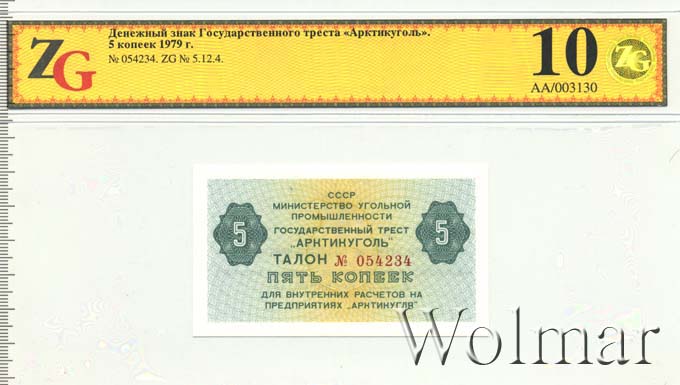 ZG
Денежный знак Государственного треста «Арктикуголь».
5 копеек 1979 г.
№ 054234. ZG № 5.12.4.
10
ZG
AA/003130
СССР
МИНИСТЕРСТВО УГОЛЬНОЙ
ПРОМЫШЛЕННОСТИ
ГОСУДАРСТВЕННЫЙ ТРЕСТ
„АРКТИКУГОЛЬ"
5
5
ТАЛОН № 054234
ПЯТЬ КОПЕЕК
ДЛЯ ВНУТРЕННИХ РАСЧЕТОВ НА
ПРЕДПРИЯТИЯХ „АРКТИКУГЛЯ"
Wolmar